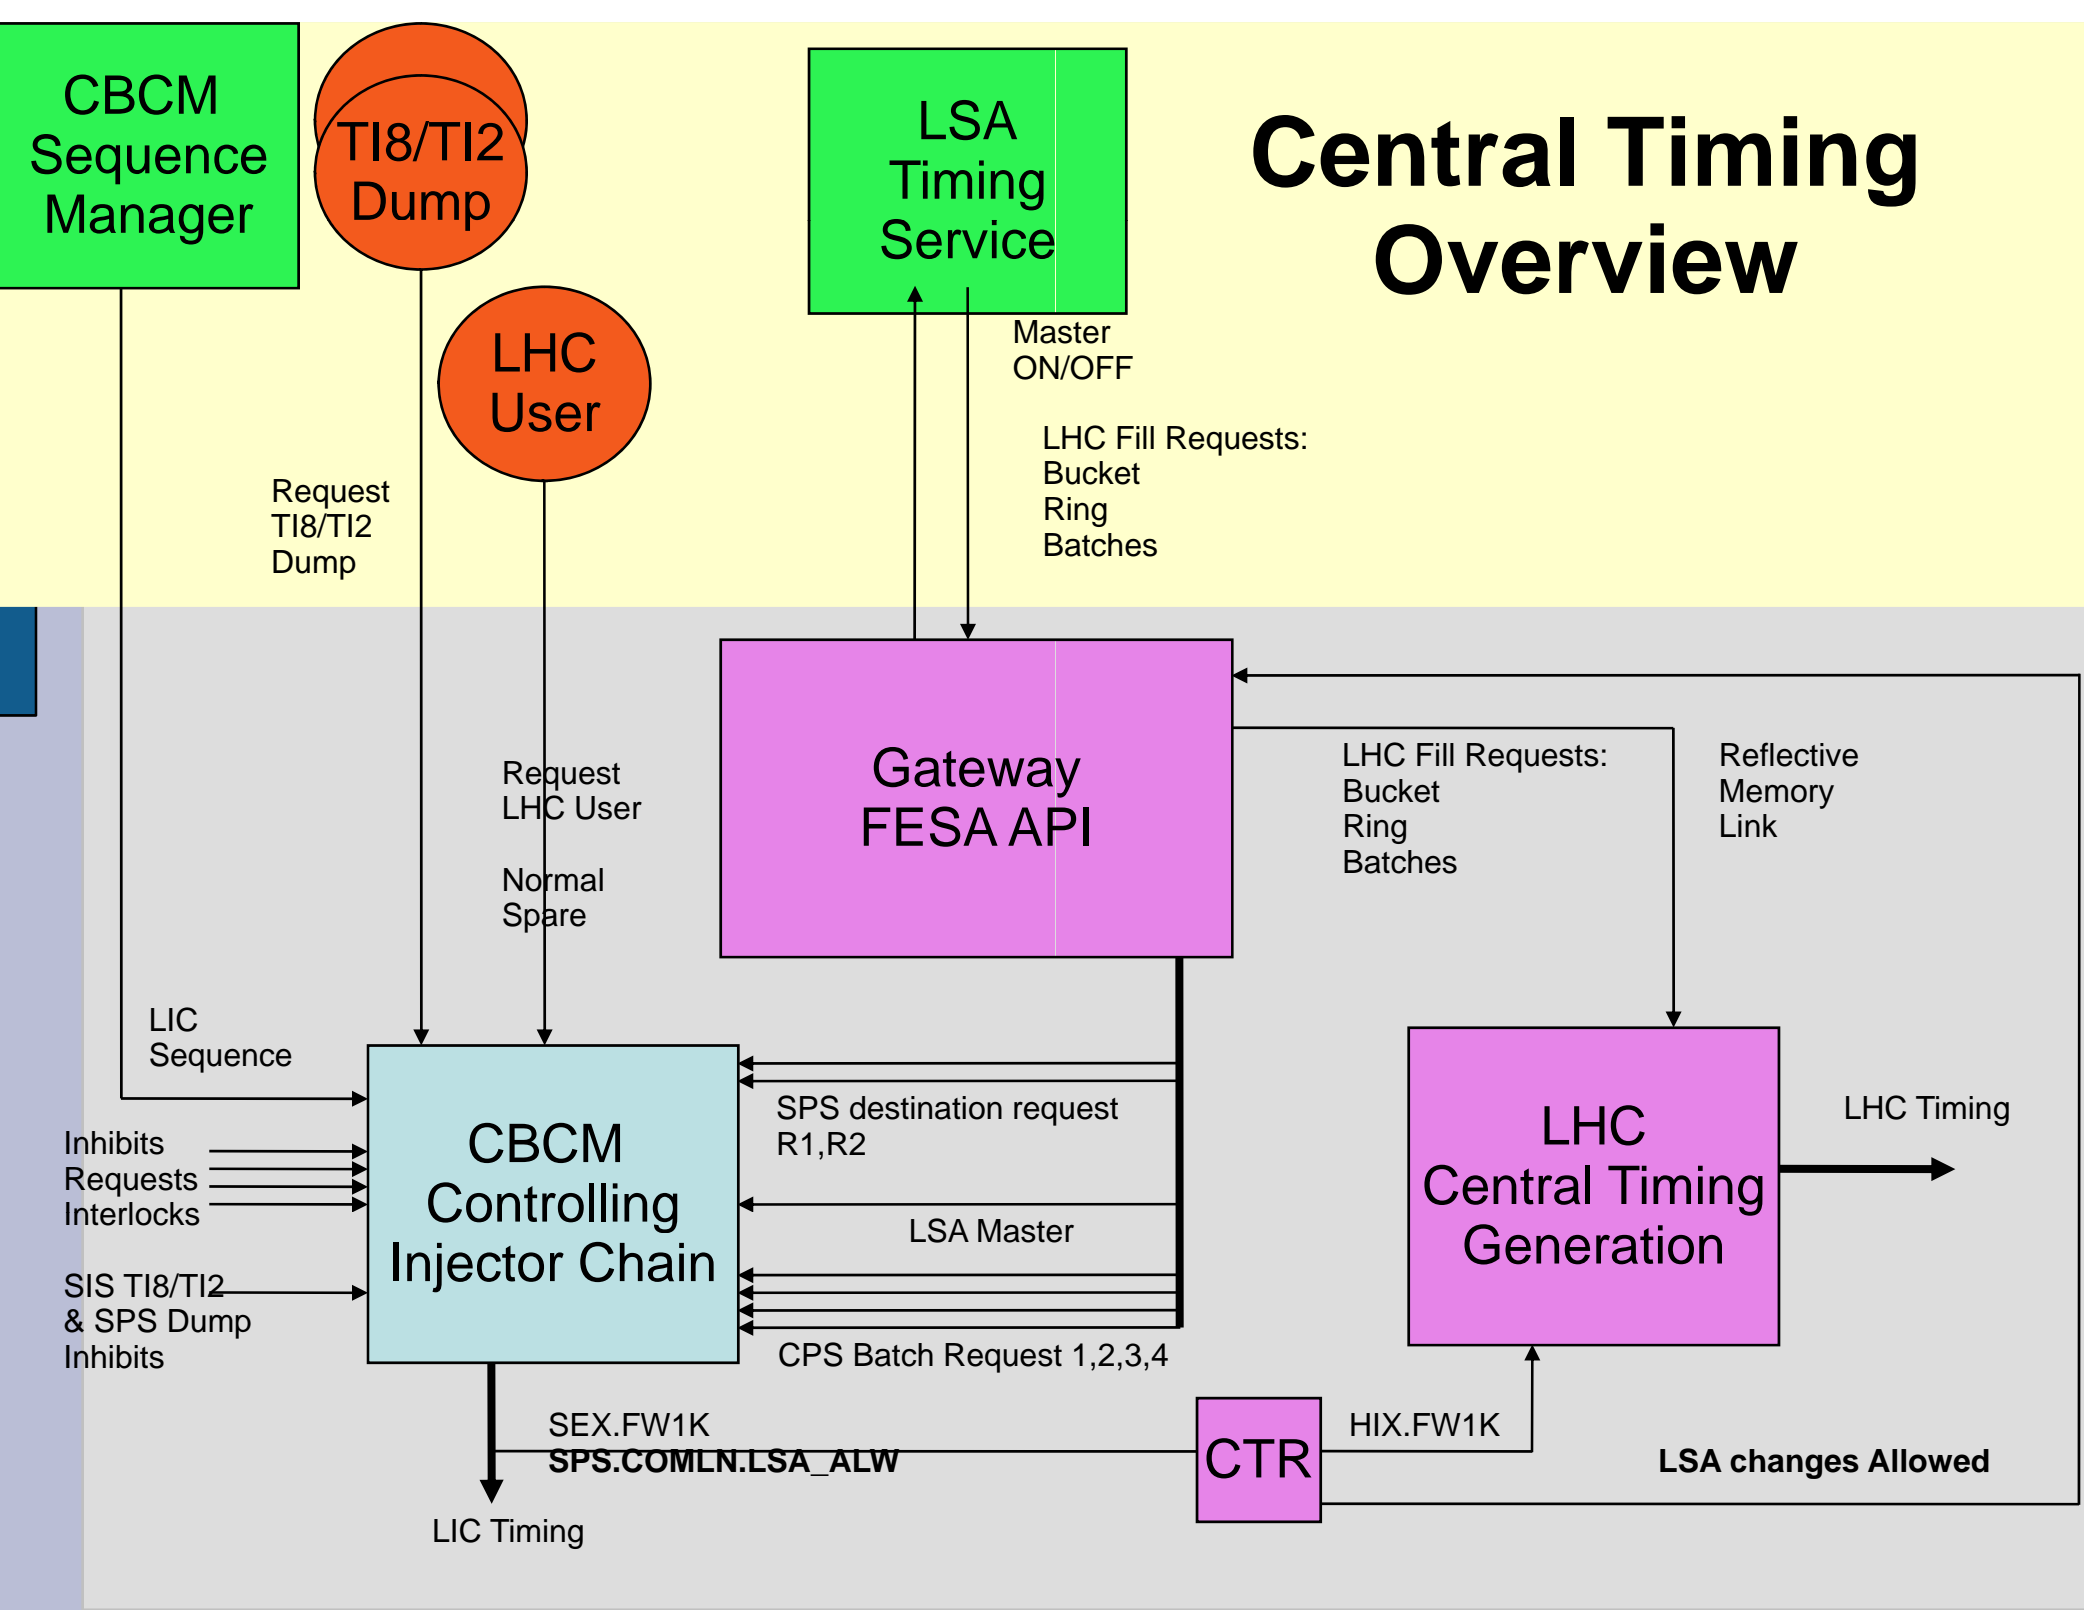 CBCM
Sequence
Manager
TI8/TI2
Dump
LSA
Timing
Service
Central Timing
Overview
LHC
User
Master
ON/OFF
LHC Fill Requests:
Bucket
Ring
Batches
Request
TI8/TI2
Dump
Gateway
FESA API
Request
LHC User
Normal
Spare
LHC Fill Requests:
Bucket
Ring
Batches
Reflective
Memory
Link
LIC
Sequence
Inhibits
Requests
Interlocks
SIS TI8/TI2
& SPS Dump
Inhibits
CBCM
Controlling
Injector Chain
SPS destination request
R1,R2
LSA Master
CPS Batch Request 1,2,3,4
LHC
Central Timing
Generation
LHC Timing
SEX.FW1K
SPS.COMLN.LSA_ALW
CTR
HIX.FW1K
LSA changes Allowed
LIC Timing